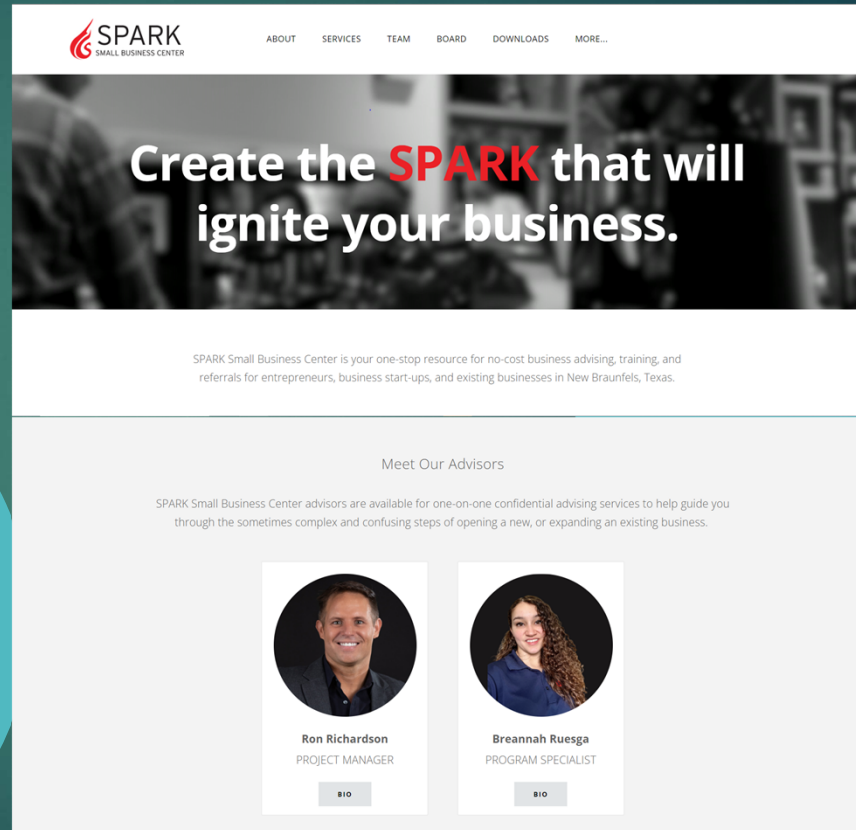 SPARK
SMALL BUSINESS CENTER
ABOUT SERVICES TEAM BOARD DOWNLOADS MORE...
Create the SPARK that will
ignite your business.
SPARK Small Business Center is your one-stop resource for no-cost business advising, training, and
referrals for entrepreneurs, business start-ups, and existing businesses in New Braunfels, Texas.
Meet Our Advisors
SPARK Small Business Center advisors are available for one-on-one confidential advising services to help guide you
through the sometimes complex and confusing steps of opening a new, or expanding an existing business.
Ron Richardson
PROJECT MANAGER
BIO
Breannah Ruesga
PROGRAM SPECIALIST
BIO